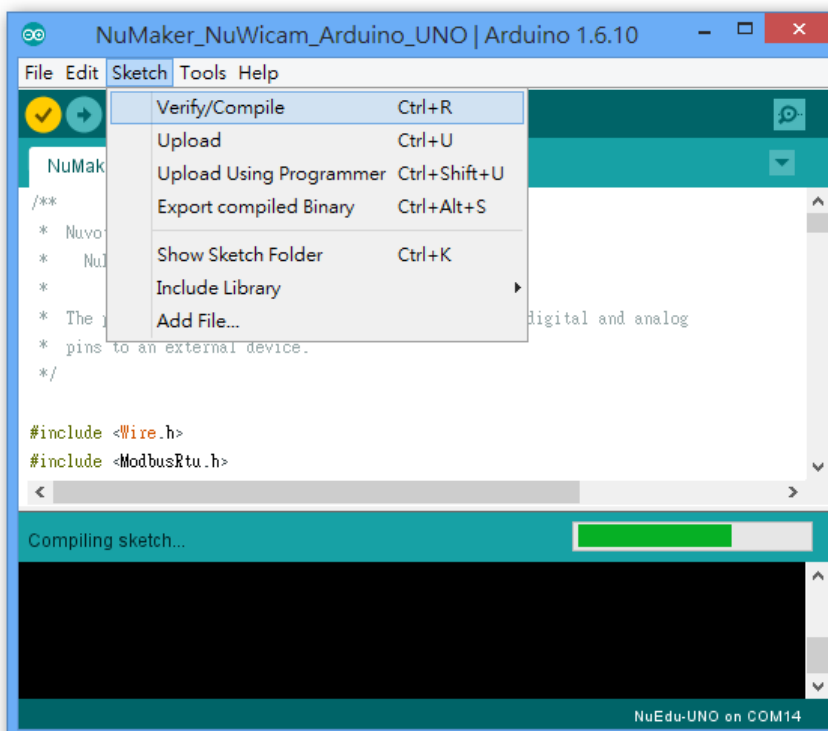 NuMaker_NuWicam_Arduino_UNO | Arduino 1.6.10
File Edit Sketch Tools Help
Verify/Compile Ctrl+R
Upload Ctrl+U
Upload Using Programmer Ctrl+Shift+U
Export compiled Binary Ctrl+Alt+S
Show Sketch Folder Ctrl+K
Include Library
Add File...
NuMak
/**
* Nuvo
*
*
* The digital and analog
* pins to an external device.
*/
#include <Wire.h>
#include <ModbusRtu.h>
Compiling sketch...
NuEdu-UNO on COM14